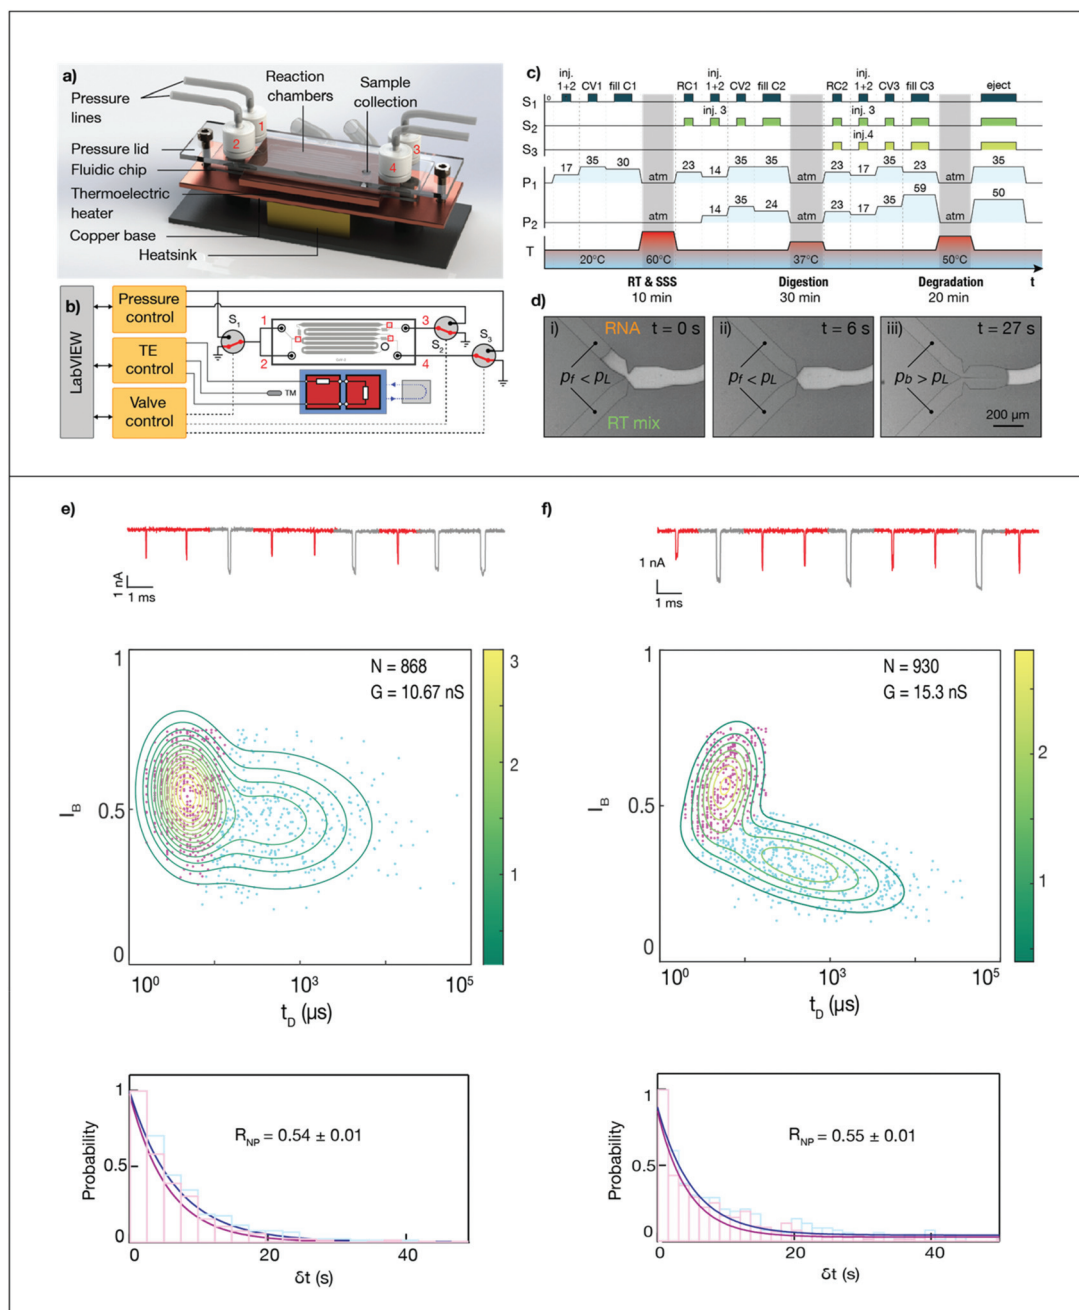 a)
Pressure lines
Pressure lid
Fluidic chip
Thermoelectric heater
Copper base
Heatsink
Reaction chambers
Sample collection
1
2
3
4
b)
LabVIEW
Pressure control
TE control
Valve control
S1
1
2
3
4
S2
S3
TM
c)
inj. 1+2 CV1 fill C1 RC1 inj. 1+2 CV2 fill C2 RC2 inj. 1+2 CV3 fill C3 eject
S1 0
S2 inj. 3 inj. 3
S3 inj.4
P1 17 35 30 atm 23 14 35 35 atm 23 17 35 23 atm 35
P2 atm 14 35 24 atm 23 17 35 59 atm 50
T 20°C 60°C 37°C 50°C
RT & SSS Digestion Degradation t
10 min 30 min 20 min
d)
i) RNA t = 0 s
pf < pL
RT mix
ii) t = 6 s
pf < pL
iii) t = 27 s
pb > pL
200 µm
e)
1 nA
1 ms
1
0.5
0
IB
N = 868
G = 10.67 nS
3
2
1
10^0 10^3 10^5
tD (µs)
1
0.5
0
Probability
RNP = 0.54 ± 0.01
0 20 40
δt (s)
f)
1 nA
1 ms
1
0.5
0
IB
N = 930
G = 15.3 nS
2
1
10^0 10^3 10^5
tD (µs)
1
0.5
0
Probability
RNP = 0.55 ± 0.01
0 20 40
δt (s)